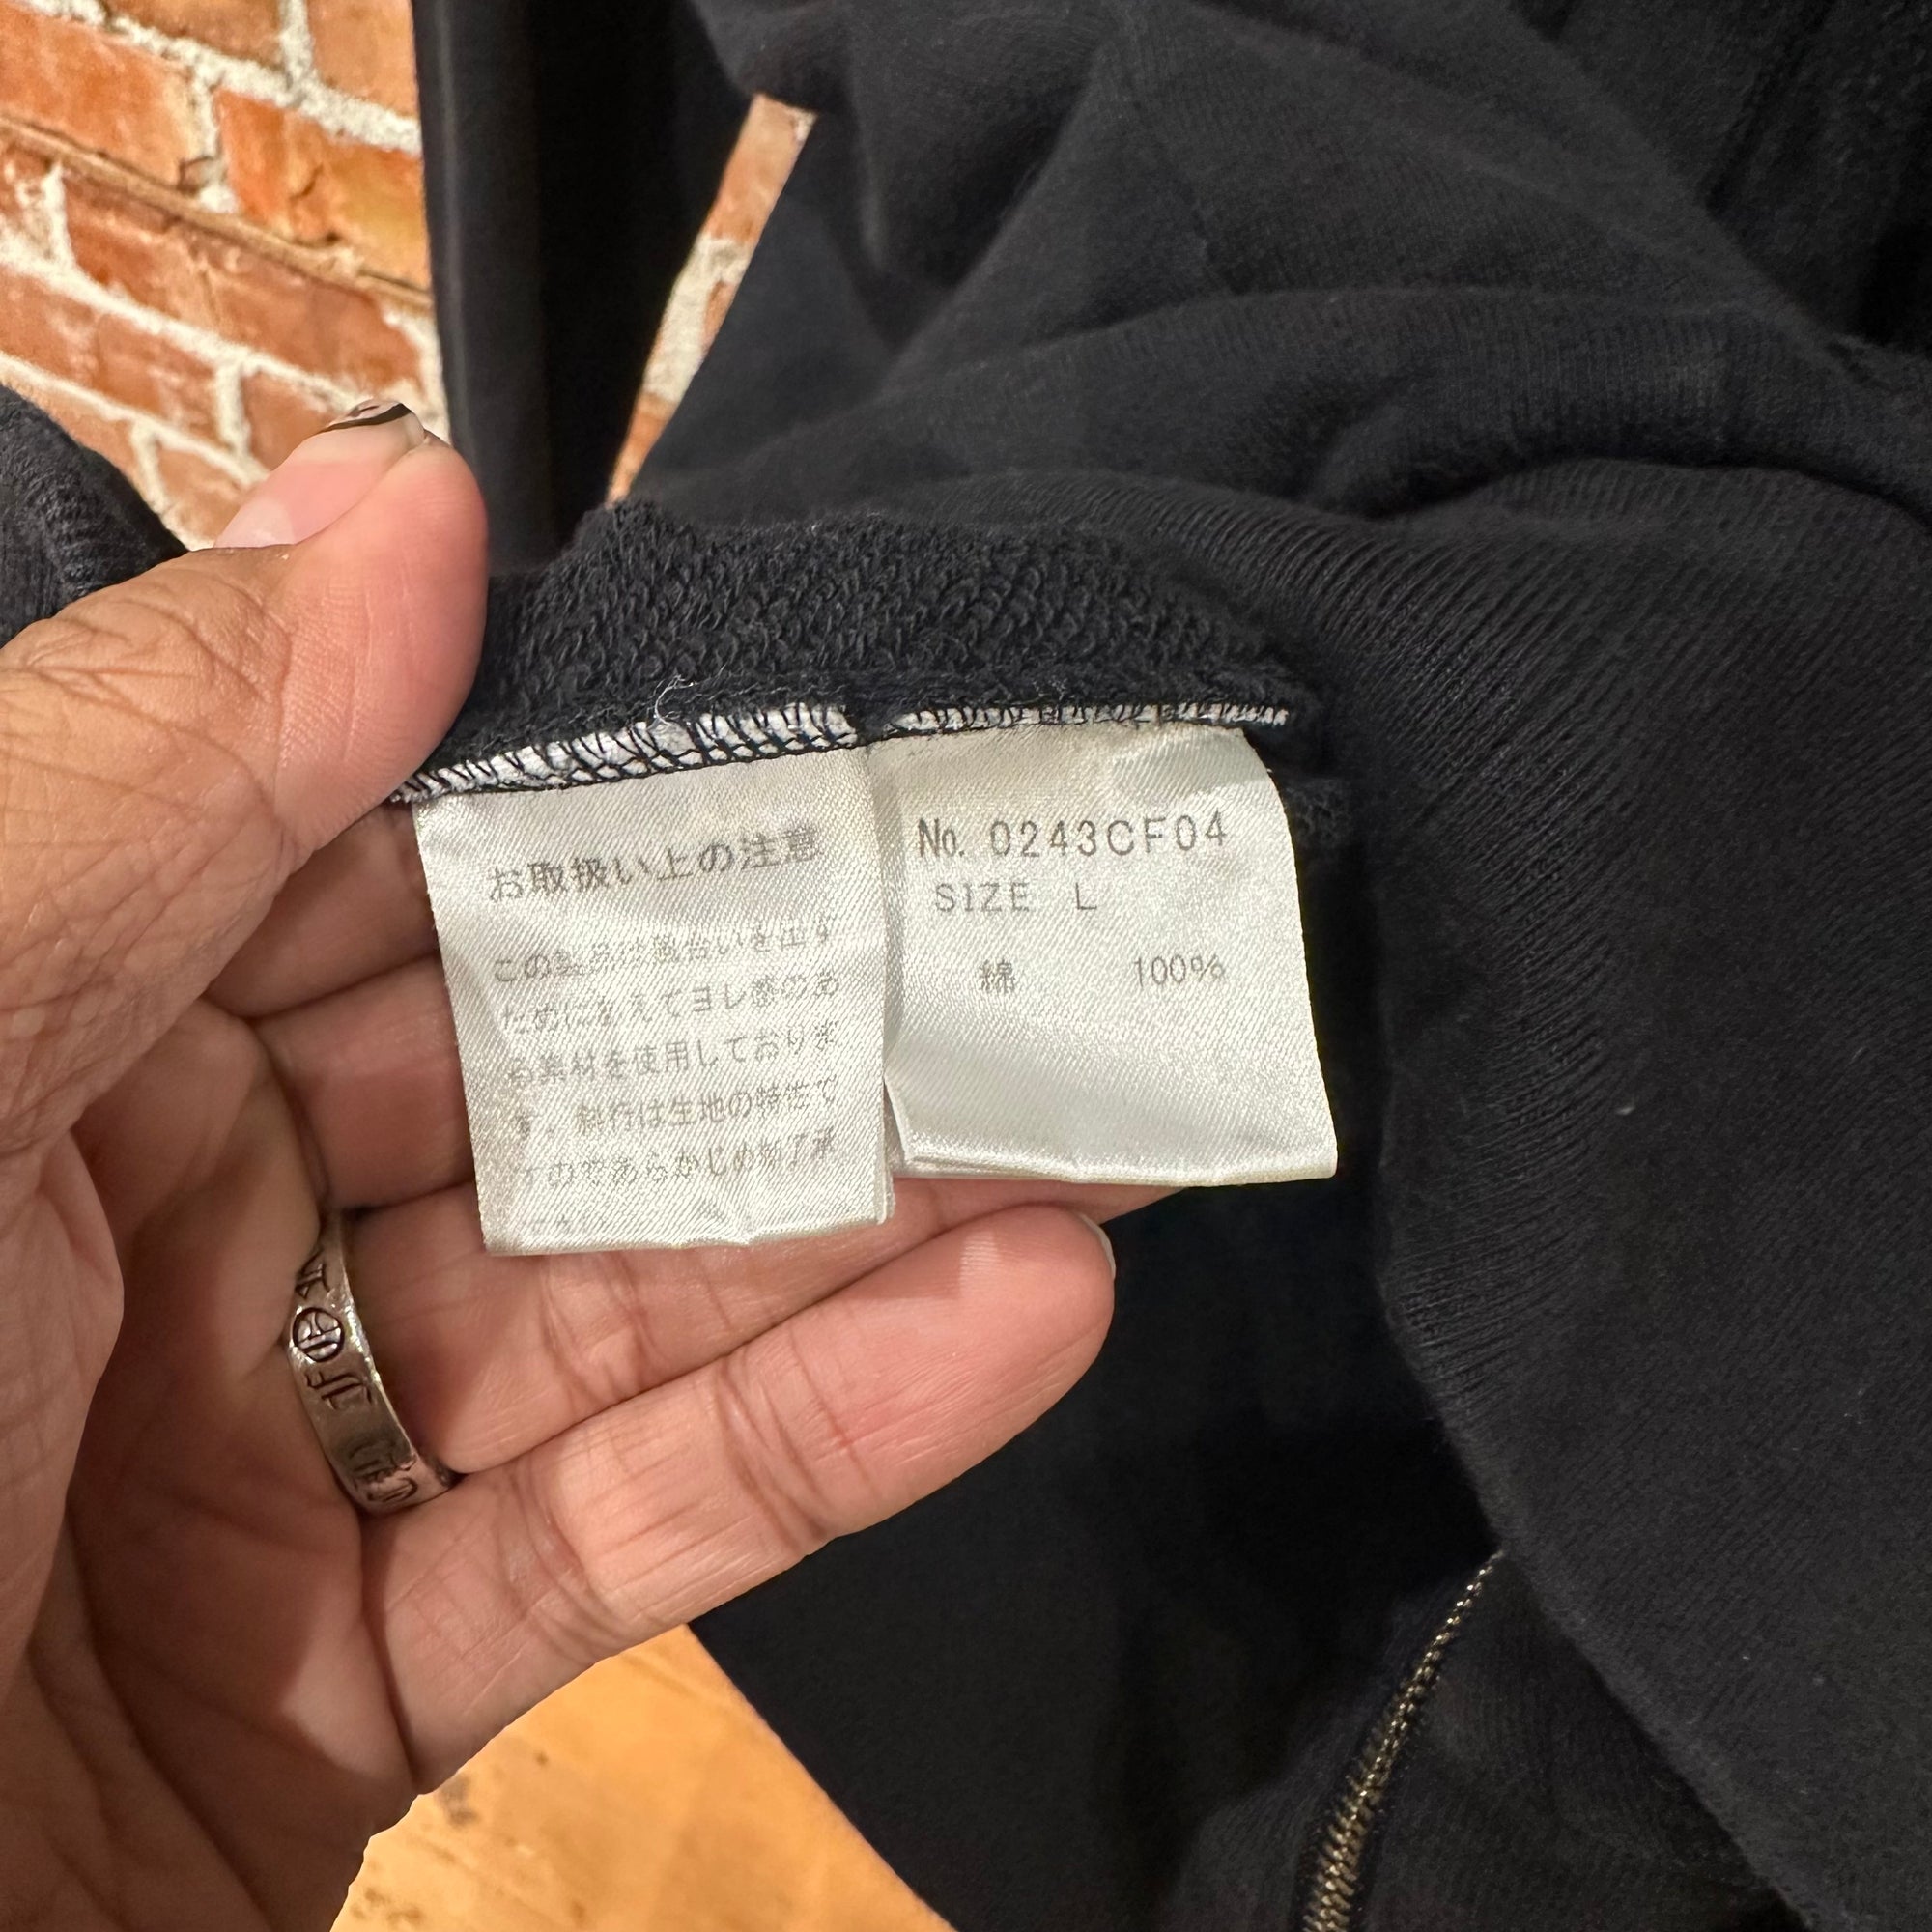 お取扱い上の注意
この製品は風合いを出す
ためにあえてヨレ感のあ
る素材を使用しておりま
す。斜行は生地の特性で
すのであらかじめ御了承
No. 0243CF04
SIZE L
綿 100%